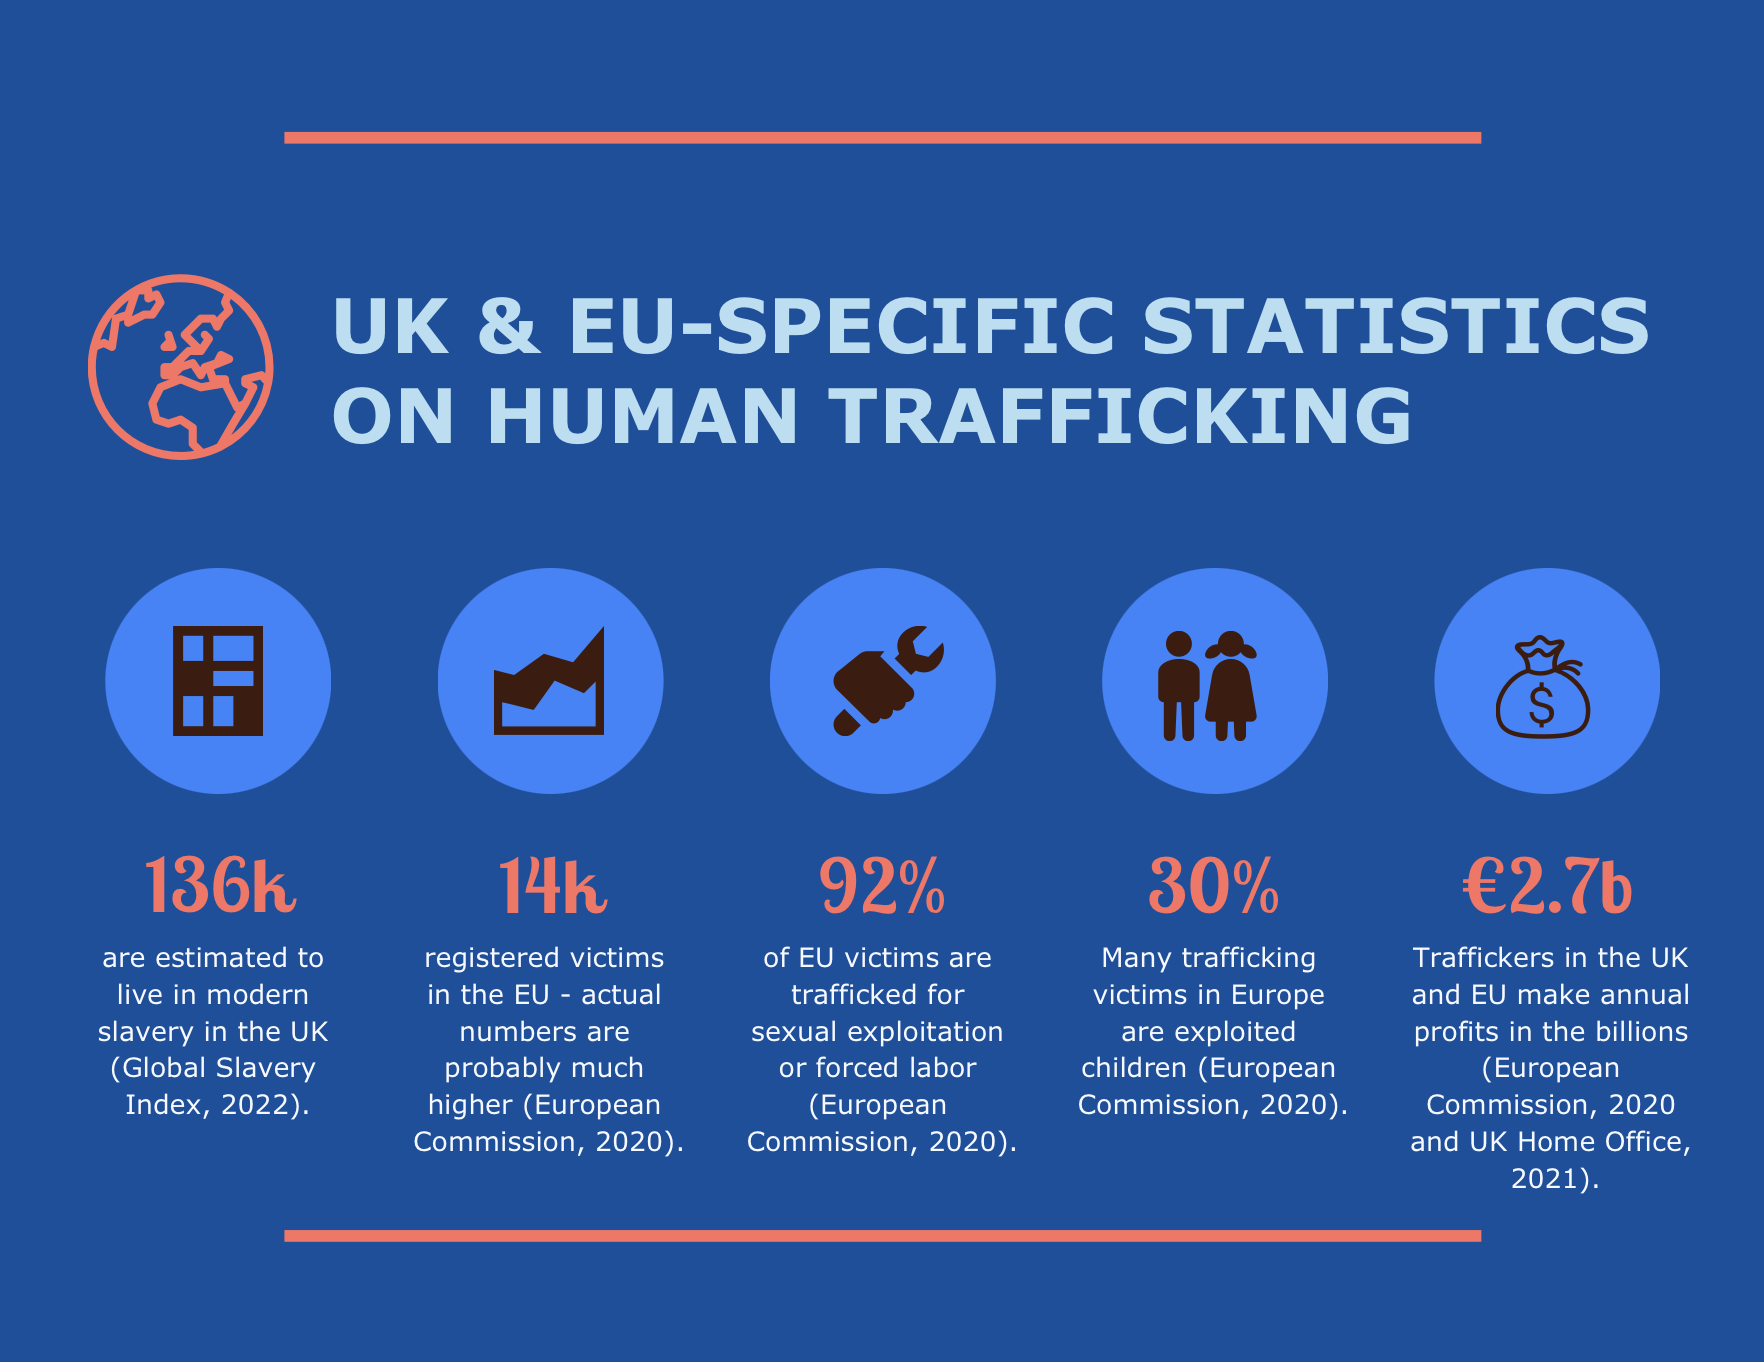 UK & EU-SPECIFIC STATISTICS
ON HUMAN TRAFFICKING
136k
are estimated to
live in modern
slavery in the UK
(Global Slavery
Index, 2022).
14k
registered victims
in the EU - actual
numbers are
probably much
higher (European
Commission, 2020).
92%
of EU victims are
trafficked for
sexual exploitation
or forced labor
(European
Commission, 2020).
30%
Many trafficking
victims in Europe
are exploited
children (European
Commission, 2020).
$
€2.7b
Traffickers in the UK
and EU make annual
profits in the billions
(European
Commission, 2020
and UK Home Office,
2021).